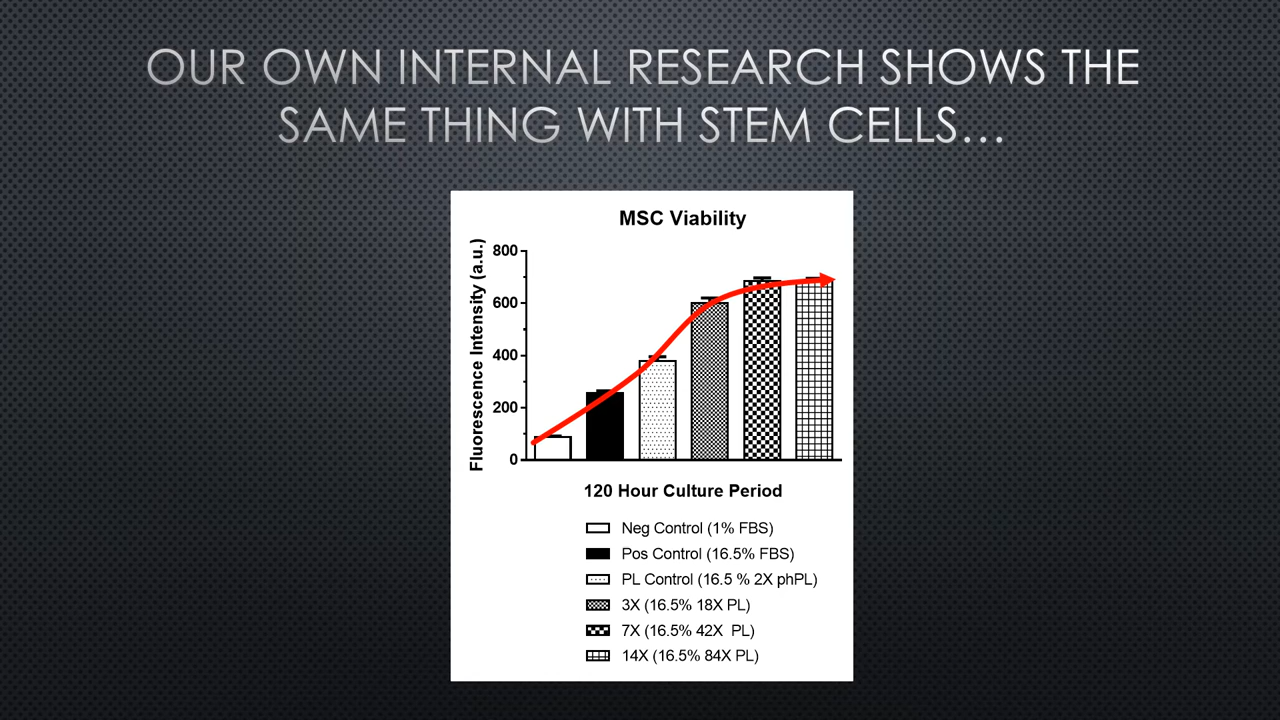 OUR OWN INTERNAL RESEARCH SHOWS THE
SAME THING WITH STEM CELLS...
MSC Viability
Fluorescence Intensity (a.u.)
800
600
400
200
0
120 Hour Culture Period
Neg Control (1% FBS)
Pos Control (16.5% FBS)
PL Control (16.5 % 2X phPL)
3X (16.5% 18X PL)
7X (16.5% 42X  PL)
14X (16.5% 84X PL)